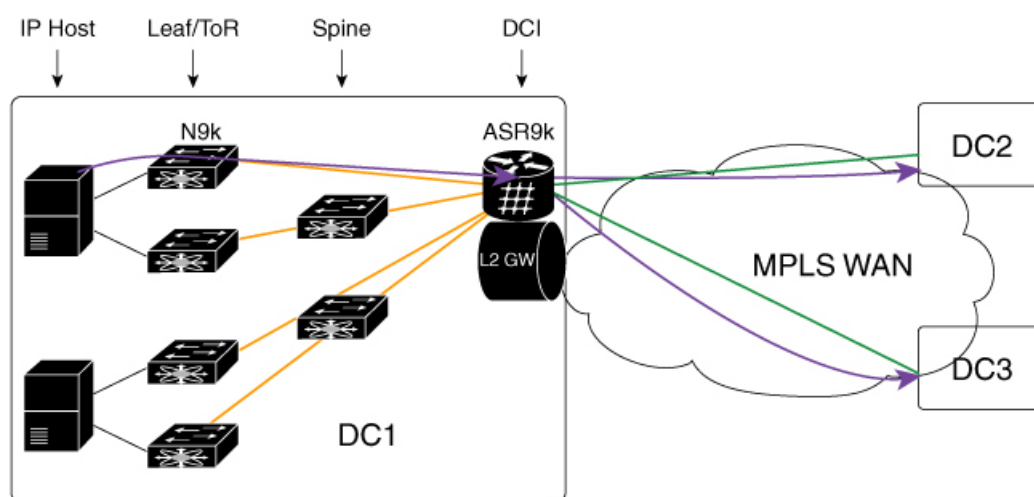 IP Host Leaf/ToR Spine DCI
N9k ASR9k
DC2
L2 GW
MPLS WAN
DC3
DC1